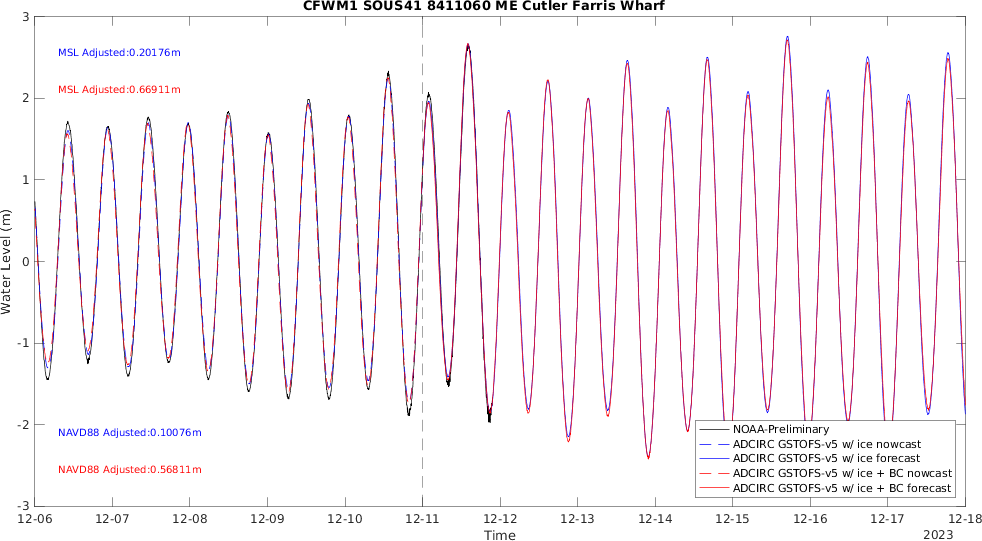 CFWM1 SOUS41 8411060 ME Cutler Farris Wharf
3
2
1
0
-1
-2
-3
Water Level (m)
MSL Adjusted:0.20176m
MSL Adjusted:0.66911m
NAVD88 Adjusted:0.10076m
NAVD88 Adjusted:0.56811m
NOAA-Preliminary
ADCIRC GSTOFS-v5 w/ ice nowcast
ADCIRC GSTOFS-v5 w/ ice forecast
ADCIRC GSTOFS-v5 w/ ice + BC nowcast
ADCIRC GSTOFS-v5 w/ ice + BC forecast
12-06 12-07 12-08 12-09 12-10 12-11 12-12 12-13 12-14 12-15 12-16 12-17 12-18
Time
2023